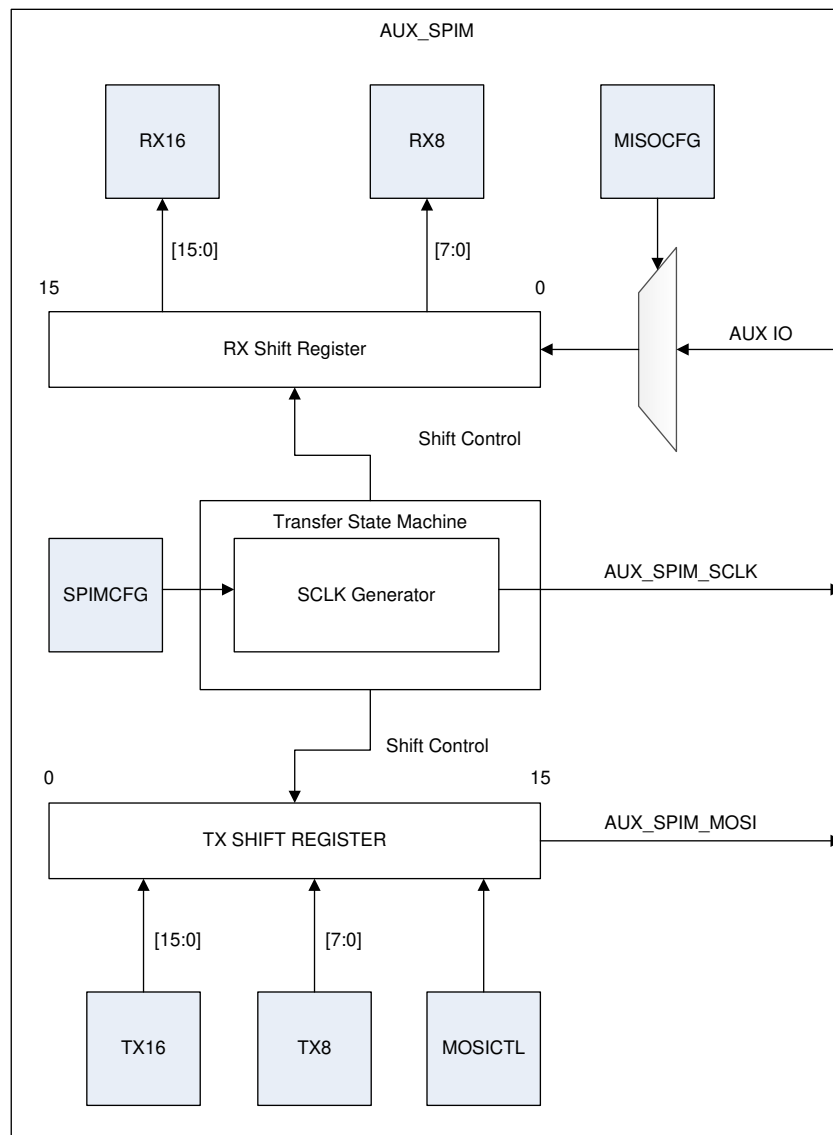 AUX_SPIM
RX16
RX8
MISOCFG
[15:0]
[7:0]
15
0
RX Shift Register
AUX IO
Shift Control
Transfer State Machine
SPIMCFG
SCLK Generator
AUX_SPIM_SCLK
Shift Control
0
15
TX SHIFT REGISTER
AUX_SPIM_MOSI
[15:0]
[7:0]
TX16
TX8
MOSICTL